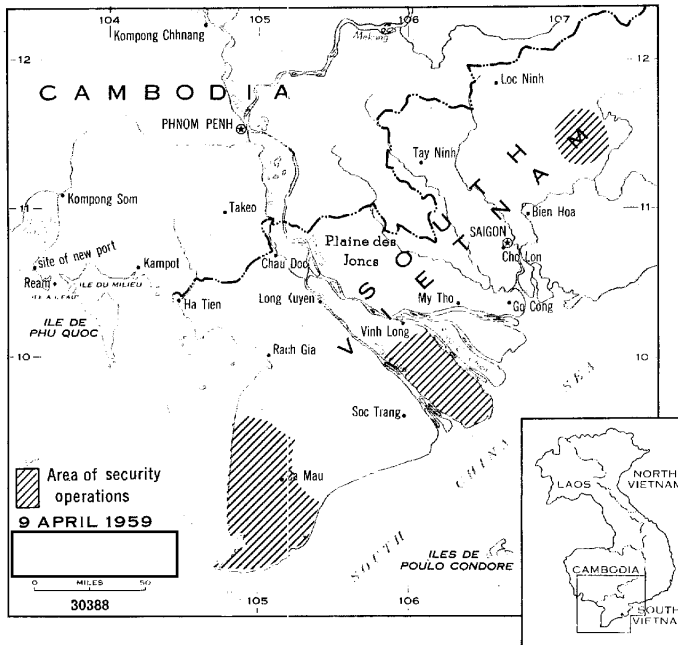 104
105
106
107
Kompong Chhnang
Mekong
12
12
Loc Ninh
CAMBODIA
PHNOM PENH
Tay Ninh
SOUTH
VIETNAM
Kompong Som
11
Takeo
11
Bien Hoa
SAIGON
Plaine des
Joncs
Cho Lon
site of new port
Kampot
Chau Doc
Ream
ILE DU MILIEU
Ha Tien
Long Xuyen
My Tho
Go Cong
ILE DE
PHU QUOC
Vinh Long
10
Rach Gia
10
Soc Trang
SOUTH CHINA SEA
Area of security
operations
Ca Mau
9 APRIL 1959
ILES DE
POULO CONDORE
0 MILES 50
30388
105
106
NORTH
VIETNAM
LAOS
CAMBODIA
SOUTH
VIETNAM